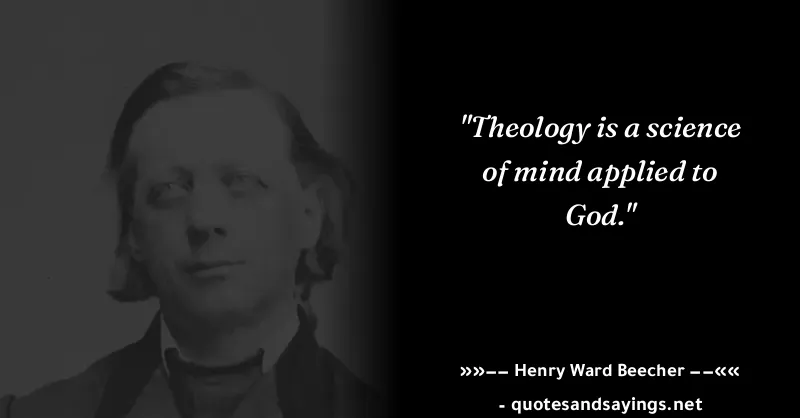 "Theology is a science
of mind applied to
God."
»»–– Henry Ward Beecher ––««
- quotesandsayings.net